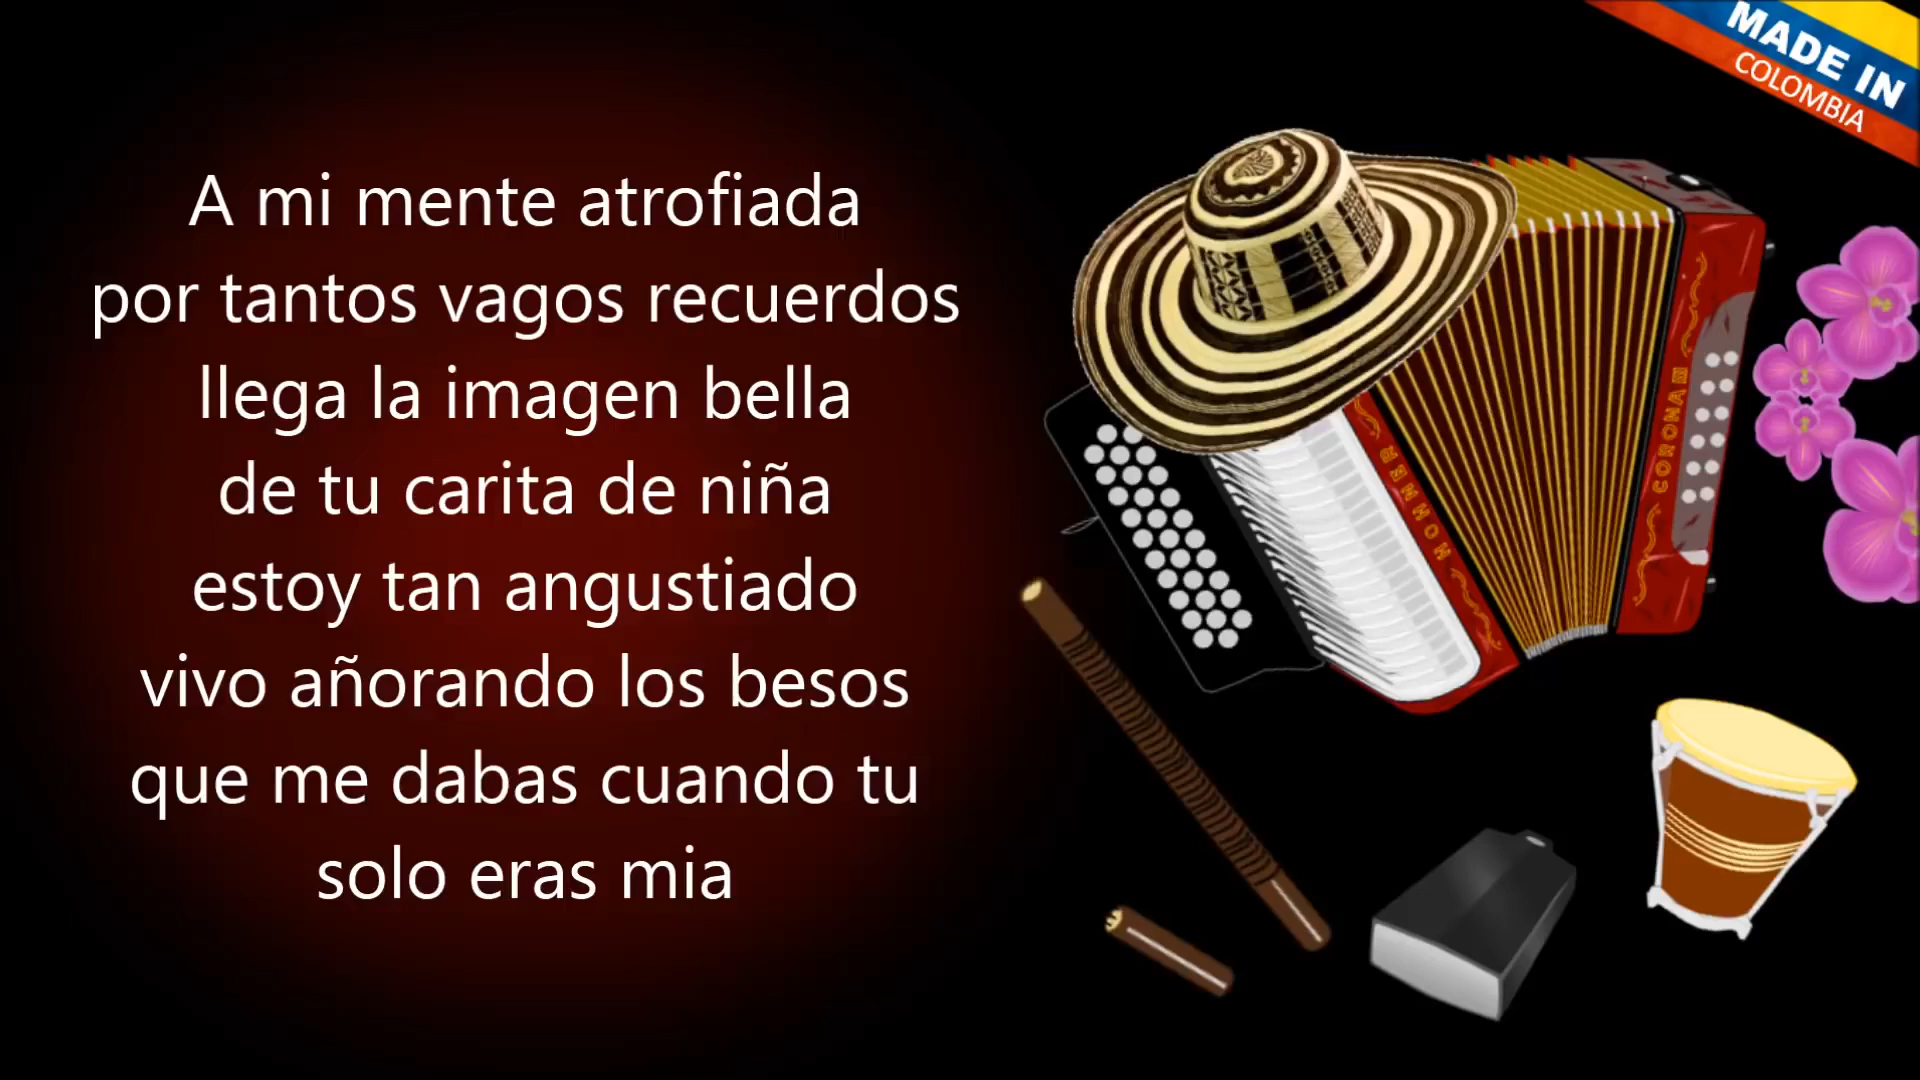 MADE IN
COLOMBIA
A mi mente atrofiada
por tantos vagos recuerdos
llega la imagen bella
de tu carita de niña
estoy tan angustiado
vivo añorando los besos
que me dabas cuando tu
solo eras mia
HOHNER
CORONA III